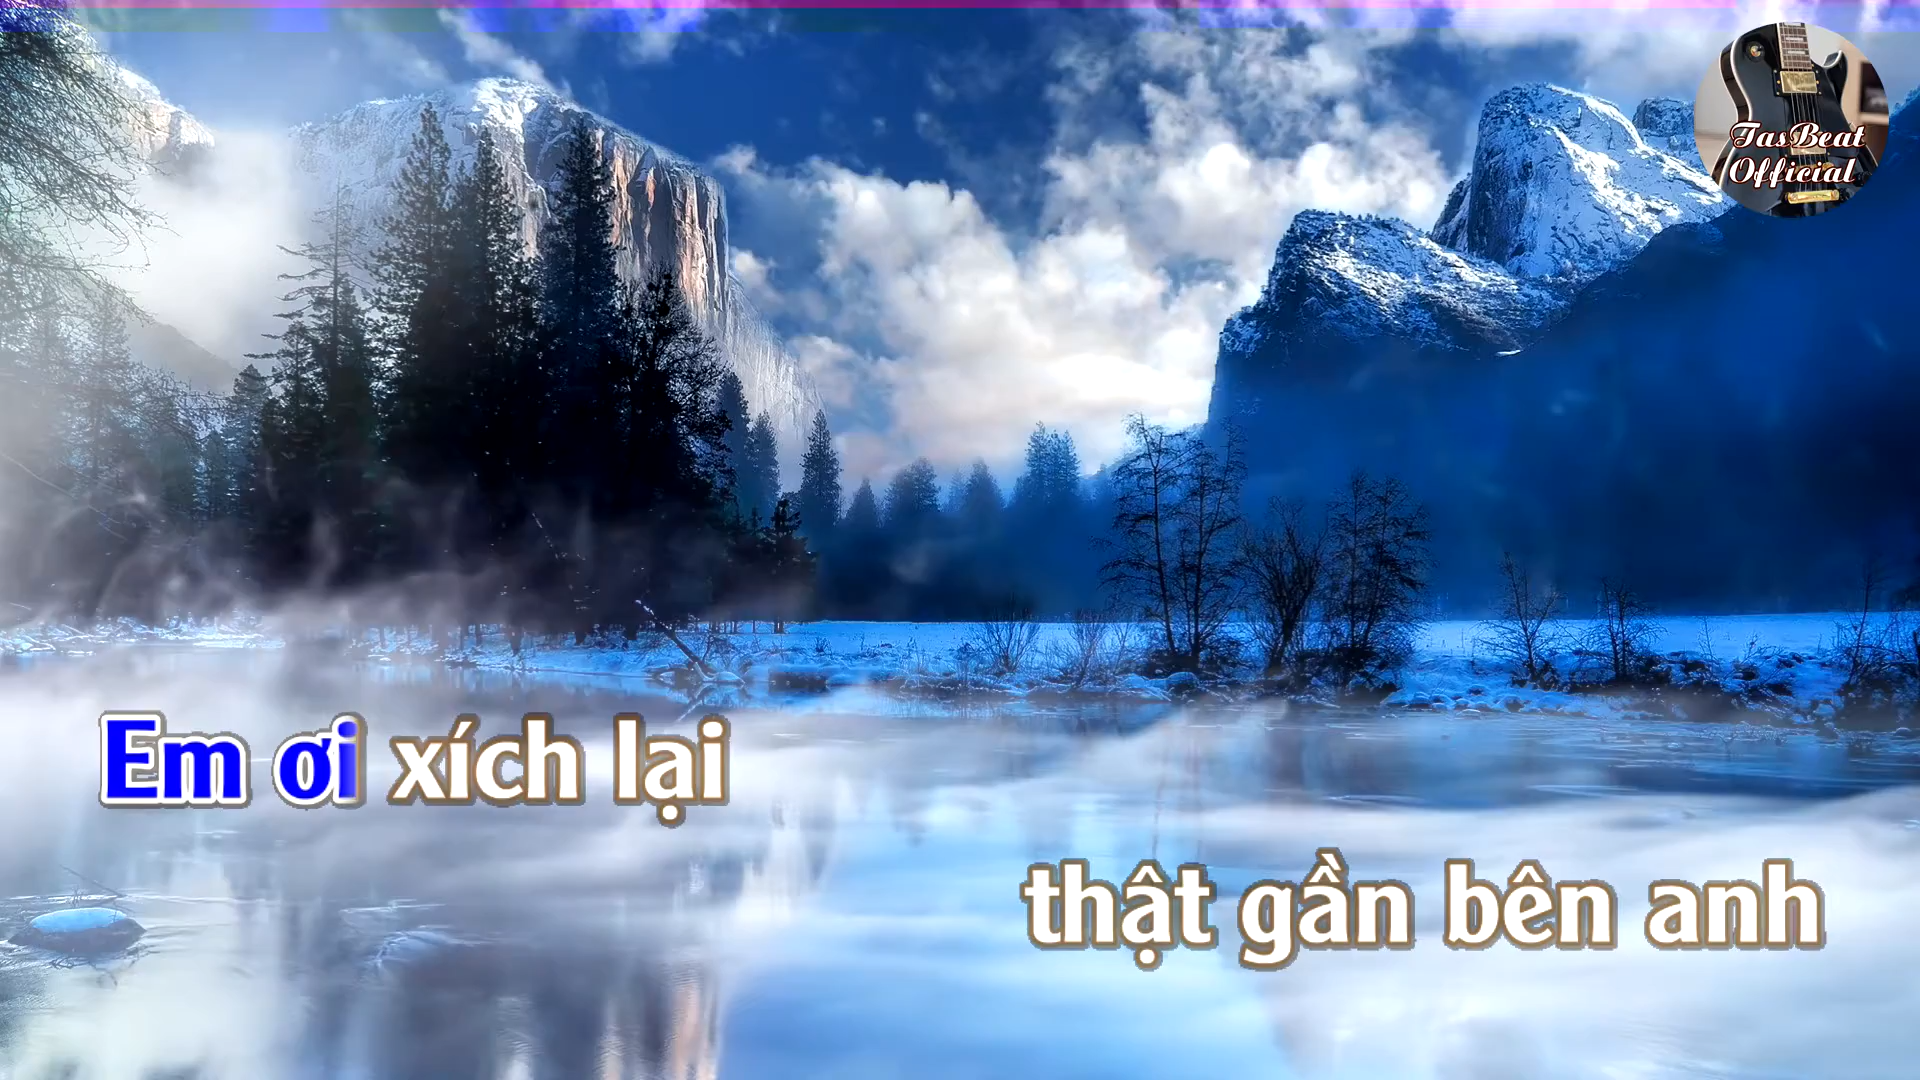 TasBeat
Official
Em ơi xích lại
thật gần bên anh